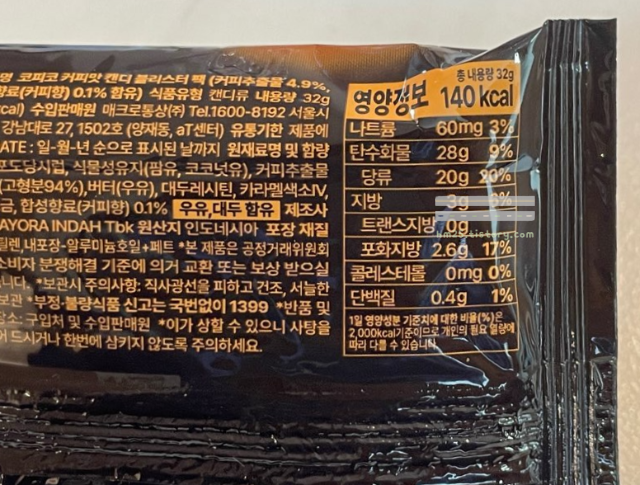 명 코피코 커피맛 캔디 블리스터 팩 (커피추출물 4.9%,
향료(커피향) 0.1% 함유) 식품유형 캔디류 내용량 32g
kcal) 수입판매원 매크로통상(주) Tel.1600-8192 서울시
강남대로 27, 1502호 (양재동, aT센터) 유통기한 제품에
ATE : 일·월·년 순으로 표시된 날까지 원재료명 및 함량
포도당시럽, 식물성유지(팜유, 코코넛유), 커피추출물
(고형분94%), 버터(우유), 대두레시틴, 카라멜색소IV,
금, 합성향료(커피향) 0.1% 우유, 대두 함유 제조사
AYORA INDAH Tbk 원산지 인도네시아 포장 재질
필렌 내포장-알루미늄호일+페트 *본 제품은 공정거래위원회
소비자 분쟁해결 기준에 의거 교환 또는 보상 받으실
*보관시 주의사항: 직사광선을 피하고 건조, 서늘한
보관 *부정·불량식품 신고는 국번없이 1399 *반품 및
장소: 구입처 및 수입판매원 *이가 상할 수 있으니 사탕을
어 드시거나 한번에 삼키지 않도록 주의하세요.
총 내용량 32g
영양정보 140 kcal
나트륨 60mg 3%
탄수화물 28g 9%
당류 20g 20%
지방 3g 6%
트랜스지방 0g
포화지방 2.6g 17%
콜레스테롤 0mg 0%
단백질 0.4g 1%
1일 영양성분 기준치에 대한 비율(%)은
2,000kcal기준이므로 개인의 필요 열량에
따라 다를 수 있습니다.